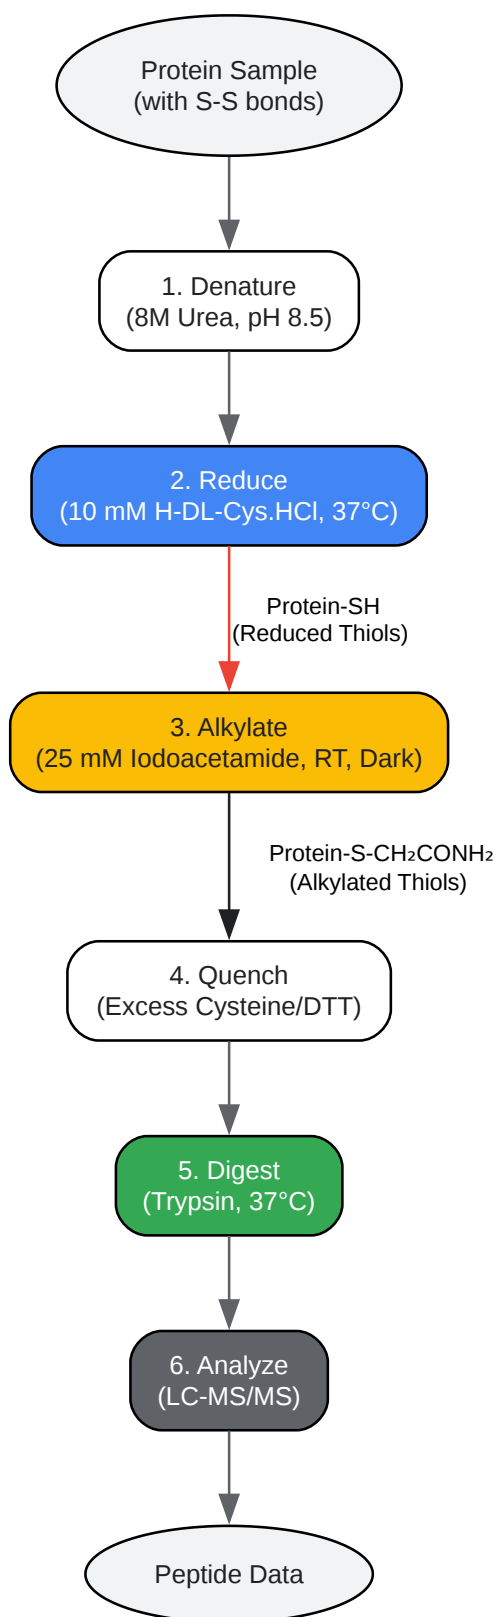 Protein Sample
(with S-S bonds)
1. Denature
(8M Urea, pH 8.5)
2. Reduce
(10 mM H-DL-Cys.HCl, 37°C)
Protein-SH
(Reduced Thiols)
3. Alkylate
(25 mM Iodoacetamide, RT, Dark)
Protein-S-CH₂CONH₂
(Alkylated Thiols)
4. Quench
(Excess Cysteine/DTT)
5. Digest
(Trypsin, 37°C)
6. Analyze
(LC-MS/MS)
Peptide Data